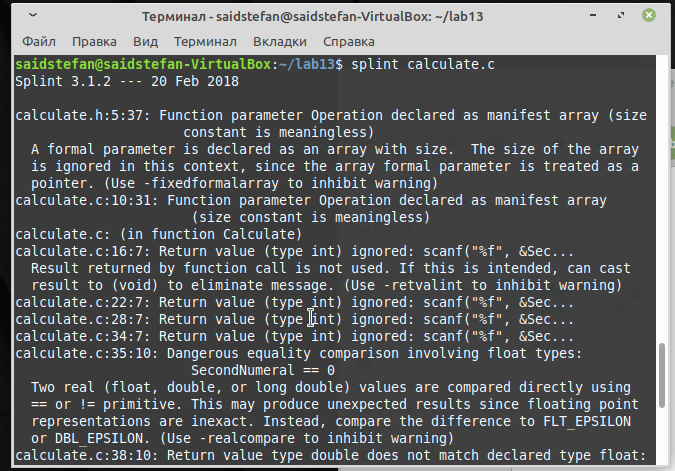 Терминал - saidstefan@saidstefan-VirtualBox: ~/lab13
Файл Правка Вид Терминал Вкладки Справка
saidstefan@saidstefan-VirtualBox:~/lab13$ splint calculate.c
Splint 3.1.2 --- 20 Feb 2018
calculate.h:5:37: Function parameter Operation declared as manifest array (size
constant is meaningless)
A formal parameter is declared as an array with size.  The size of the array
is ignored in this context, since the array formal parameter is treated as a
pointer. (Use -fixedformalarray to inhibit warning)
calculate.c:10:31: Function parameter Operation declared as manifest array
(size constant is meaningless)
calculate.c: (in function Calculate)
calculate.c:16:7: Return value (type int) ignored: scanf("%f", &Sec...
Result returned by function call is not used. If this is intended, can cast
result to (void) to eliminate message. (Use -retvalint to inhibit warning)
calculate.c:22:7: Return value (type int) ignored: scanf("%f", &Sec...
calculate.c:28:7: Return value (type int) ignored: scanf("%f", &Sec...
calculate.c:34:7: Return value (type int) ignored: scanf("%f", &Sec...
calculate.c:35:10: Dangerous equality comparison involving float types:
SecondNumeral == 0
Two real (float, double, or long double) values are compared directly using
== or != primitive. This may produce unexpected results since floating point
representations are inexact. Instead, compare the difference to FLT_EPSILON
or DBL_EPSILON. (Use -realcompare to inhibit warning)
calculate.c:38:10: Return value type double does not match declared type float: